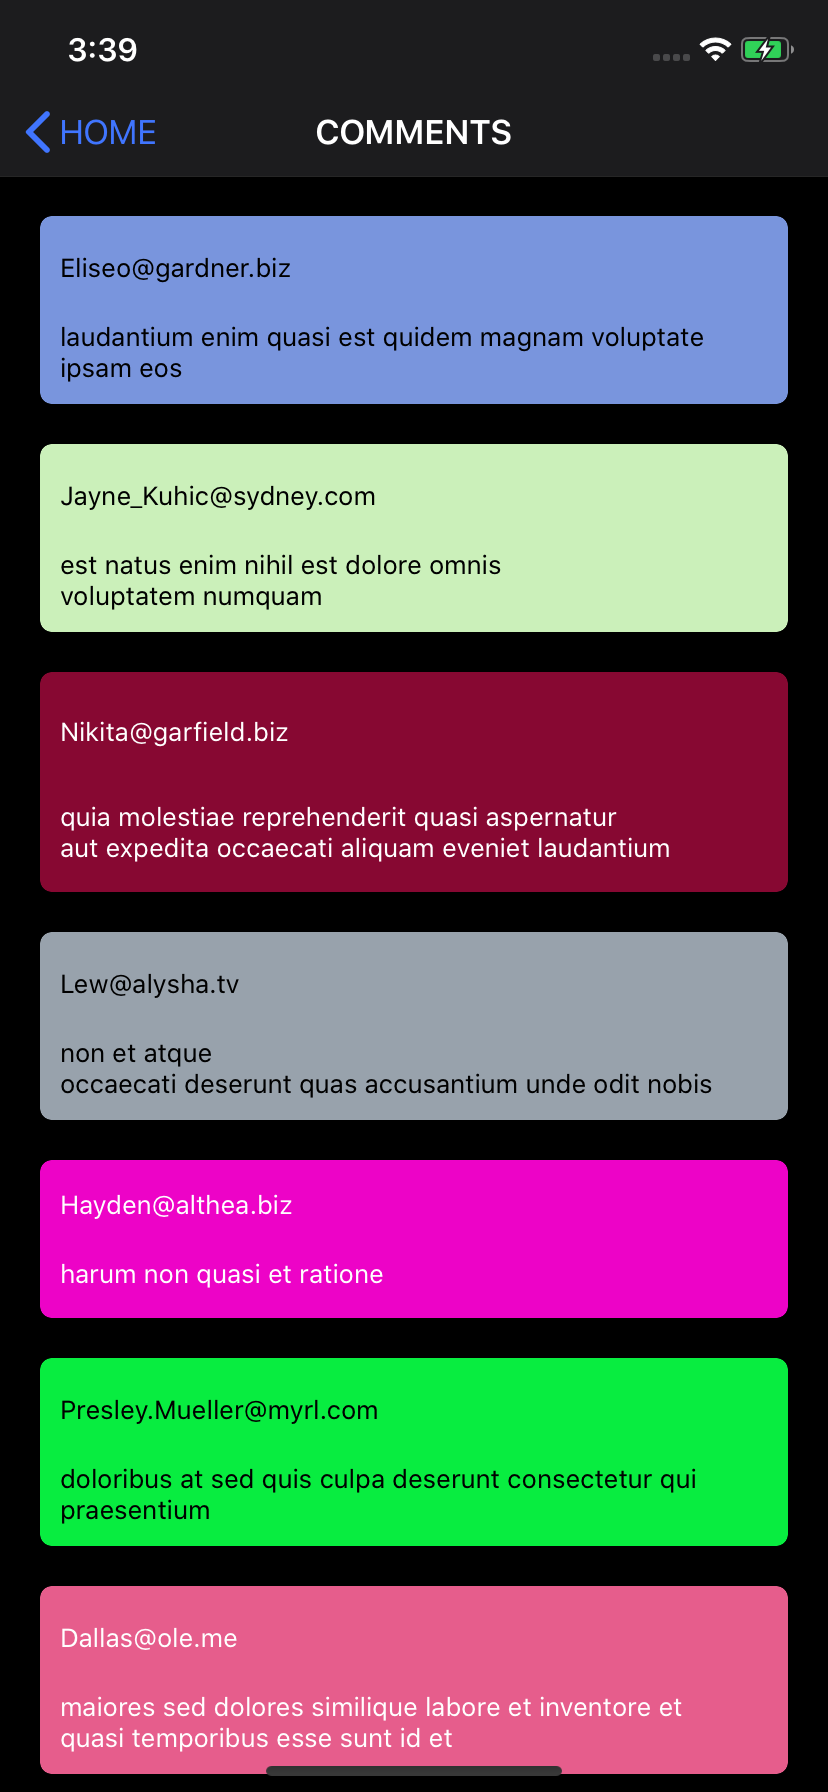 3:39
HOME
COMMENTS
Eliseo@gardner.biz
laudantium enim quasi est quidem magnam voluptate
ipsam eos
Jayne_Kuhic@sydney.com
est natus enim nihil est dolore omnis
voluptatem numquam
Nikita@garfield.biz
quia molestiae reprehenderit quasi aspernatur
aut expedita occaecati aliquam eveniet laudantium
Lew@alysha.tv
non et atque
occaecati deserunt quas accusantium unde odit nobis
Hayden@althea.biz
harum non quasi et ratione
Presley.Mueller@myrl.com
doloribus at sed quis culpa deserunt consectetur qui
praesentium
Dallas@ole.me
maiores sed dolores similique labore et inventore et
quasi temporibus esse sunt id et